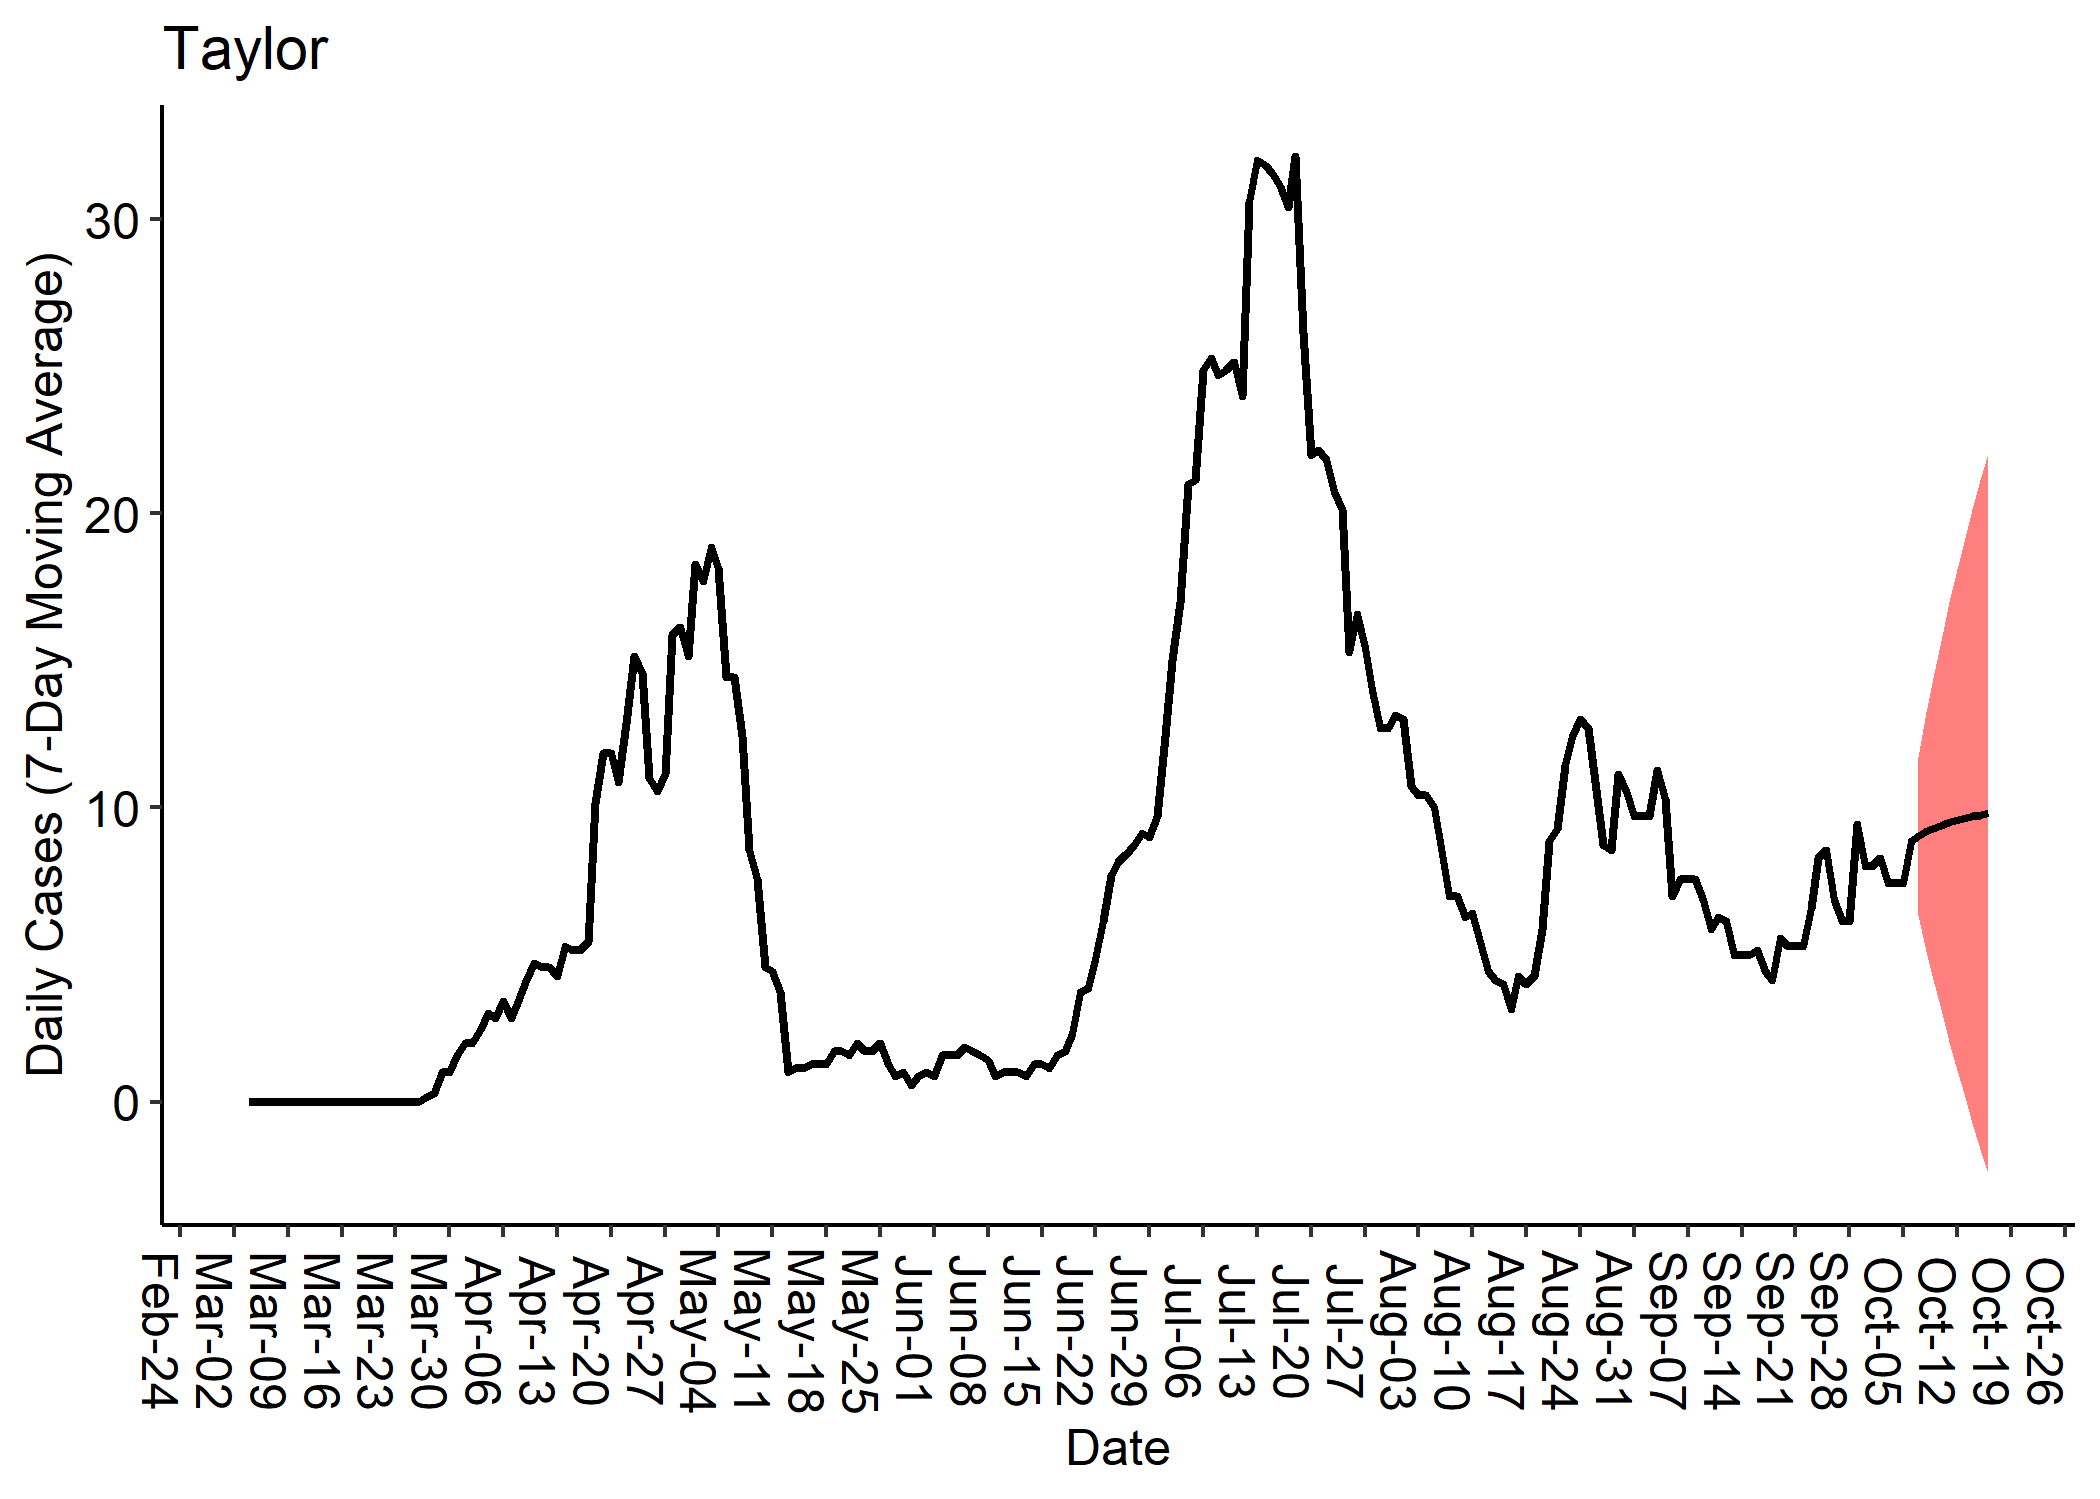 Taylor
Daily Cases (7-Day Moving Average)
30
20
10
0
Feb-24
Mar-02
Mar-09
Mar-16
Mar-23
Mar-30
Apr-06
Apr-13
Apr-20
Apr-27
May-04
May-11
May-18
May-25
Jun-01
Jun-08
Jun-15
Jun-22
Jun-29
Jul-06
Jul-13
Jul-20
Jul-27
Aug-03
Aug-10
Aug-17
Aug-24
Aug-31
Sep-07
Sep-14
Sep-21
Sep-28
Oct-05
Oct-12
Oct-19
Oct-26
Date